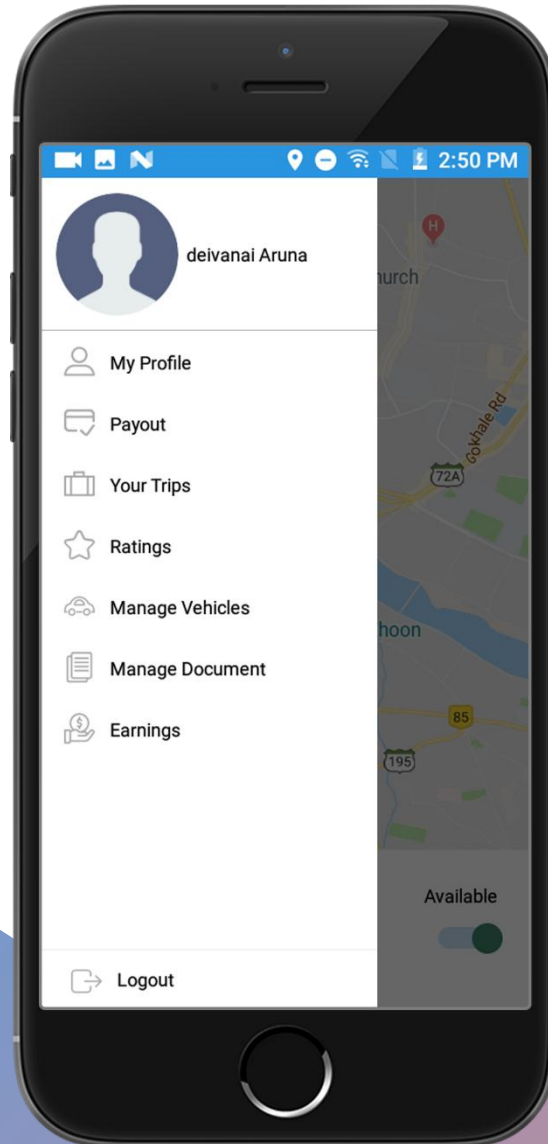 2:50 PM
deivanai Aruna
H
hurch
My Profile
Payout
Gokhale Rd
72A
Your Trips
Ratings
Manage Vehicles
hoon
Manage Document
85
Earnings
195
Available
Logout